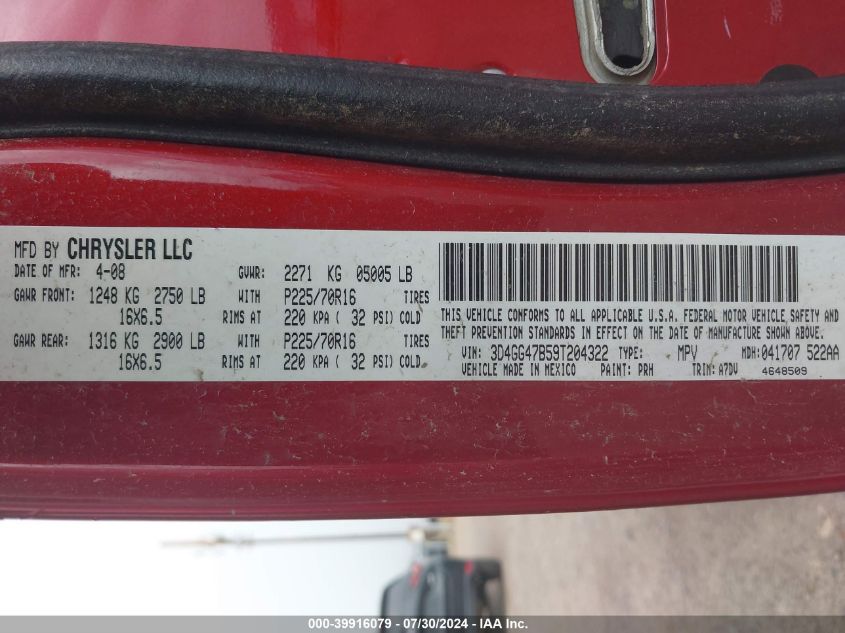 MFD BY CHRYSLER LLC
DATE OF MFR: 4-08 GVWR: 2271 KG 05005 LB
GAWR FRONT: 1248 KG 2750 LB WITH P225/70R16 TIRES
16X6.5 RIMS AT 220 KPA ( 32 PSI) COLD
GAWR REAR: 1316 KG 2900 LB WITH P225/70R16 TIRES
16X6.5 RIMS AT 220 KPA ( 32 PSI) COLD
THIS VEHICLE CONFORMS TO ALL APPLICABLE U.S.A. FEDERAL MOTOR VEHICLE SAFETY AND
THEFT PREVENTION STANDARDS IN EFFECT ON THE DATE OF MANUFACTURE SHOWN ABOVE.
VIN: 3D4GG47B59T204322 TYPE: MPV MDH: 041707 522AA
VEHICLE MADE IN MEXICO PAINT: PRH TRIM: A7DV 4648509
000-39916079 - 07/30/2024 - IAA Inc.